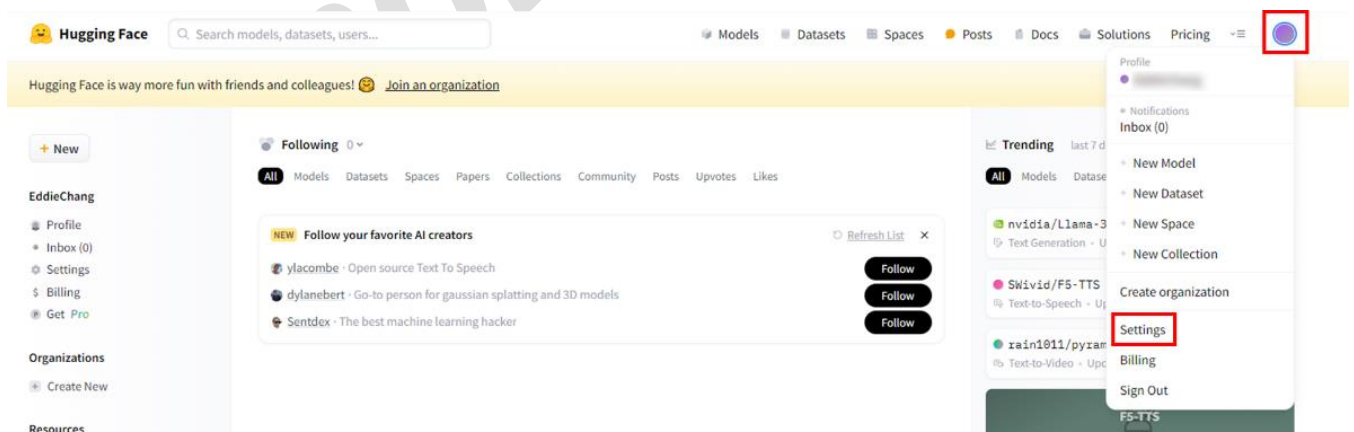 Hugging Face
Search models, datasets, users...
Models
Datasets
Spaces
Posts
Docs
Solutions
Pricing
Hugging Face is way more fun with friends and colleagues! 🤗 Join an organization
Profile
Notifications
Inbox (0)
New Model
New Dataset
New Space
New Collection
Create organization
Settings
Billing
Sign Out
+ New
EddieChang
Profile
Inbox (0)
Settings
$ Billing
Get Pro
Organizations
Create New
Resources
Following 0
All Models Datasets Spaces Papers Collections Community Posts Upvotes Likes
NEW Follow your favorite AI creators
Refresh List ×
ylacombe · Open source Text To Speech
Follow
dylanebert · Go-to person for gaussian splatting and 3D models
Follow
Sentdex · The best machine learning hacker
Follow
Trending last 7 d
All Models Datase
nvidia/Llama-3
Text Generation · U
SWivid/F5-TTS
Text-to-Speech · Up
rain1011/pyram
Text-to-Video · Upd
F5-TTS